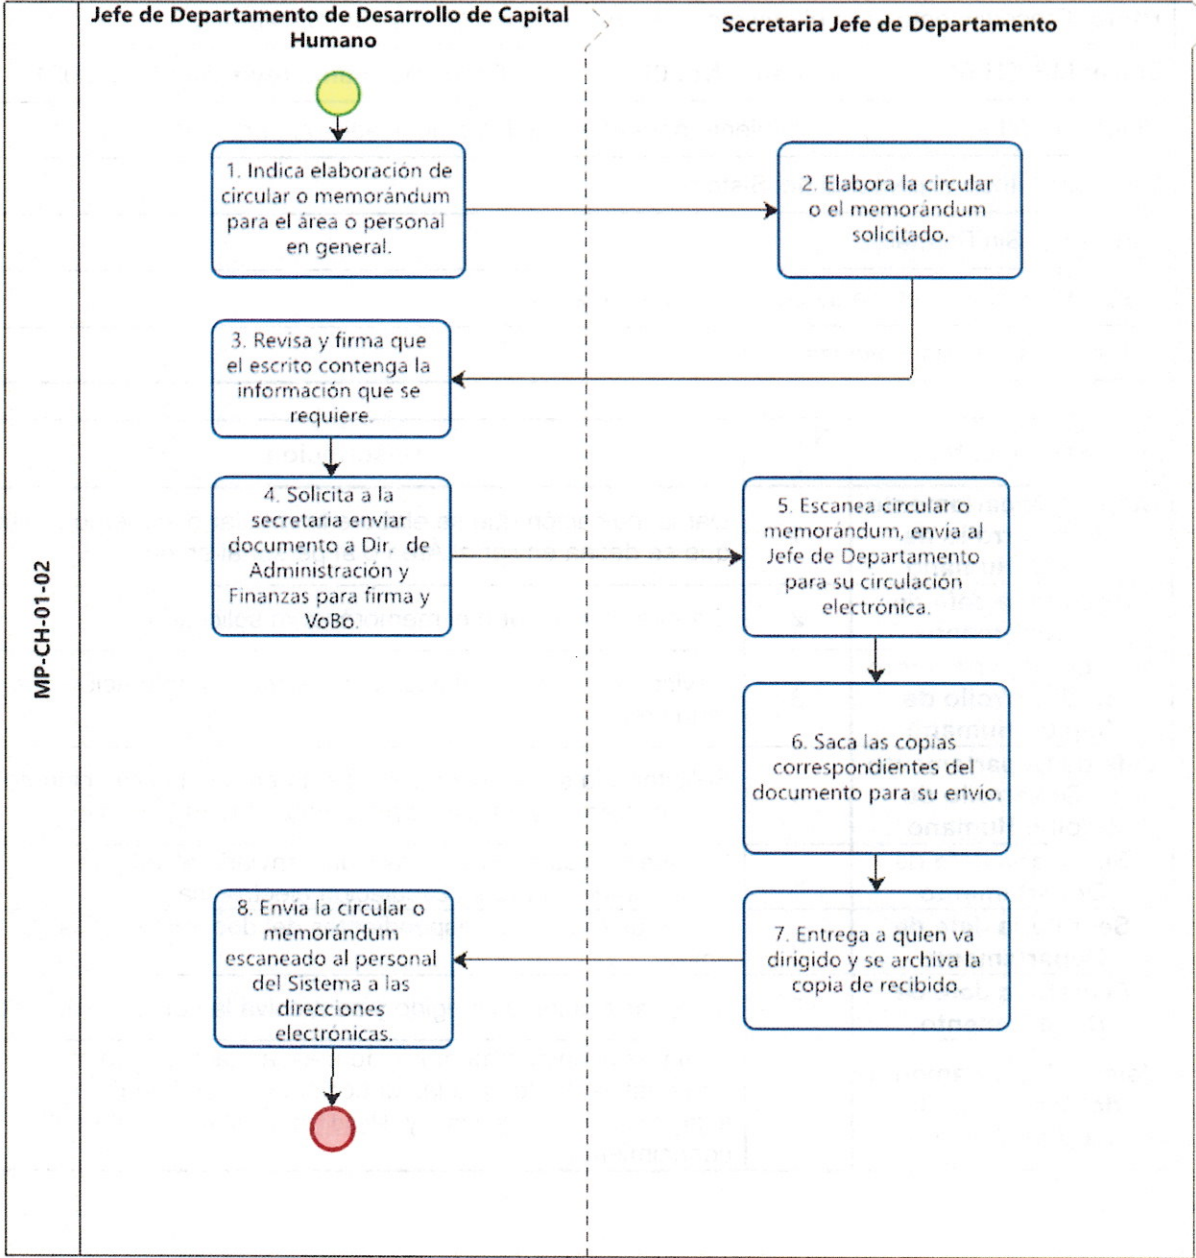 Jefe de Departamento de Desarrollo de Capital
Humano
Secretaria Jefe de Departamento
MP-CH-01-02
1. Indica elaboración de
circular o memorándum
para el área o personal
en general.
2. Elabora la circular
o el memorándum
solicitado.
3. Revisa y firma que
el escrito contenga la
información que se
requiere.
4. Solicita a la
secretaria enviar
documento a Dir. de
Administración y
Finanzas para firma y
VoBo.
5. Escanea circular o
memorándum, envía al
Jefe de Departamento
para su circulación
electrónica.
6. Saca las copias
correspondientes del
documento para su envío.
7. Entrega a quien va
dirigido y se archiva la
copia de recibido.
8. Envía la circular o
memorándum
escaneado al personal
del Sistema a las
direcciones
electrónicas.